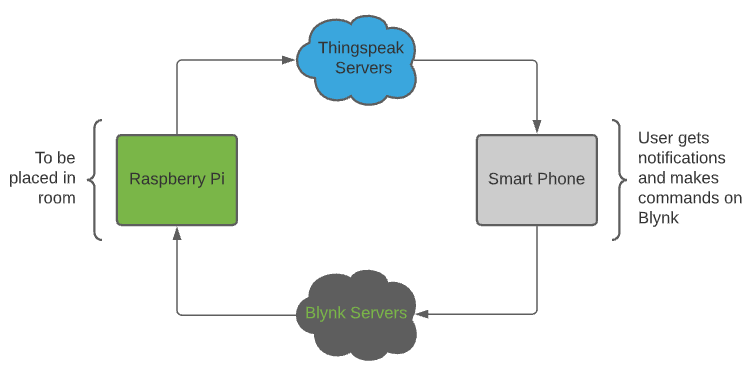 Thingspeak
Servers
To be
placed in
room
Raspberry Pi
Smart Phone
User gets
notifications
and makes
commands on
Blynk
Blynk Servers